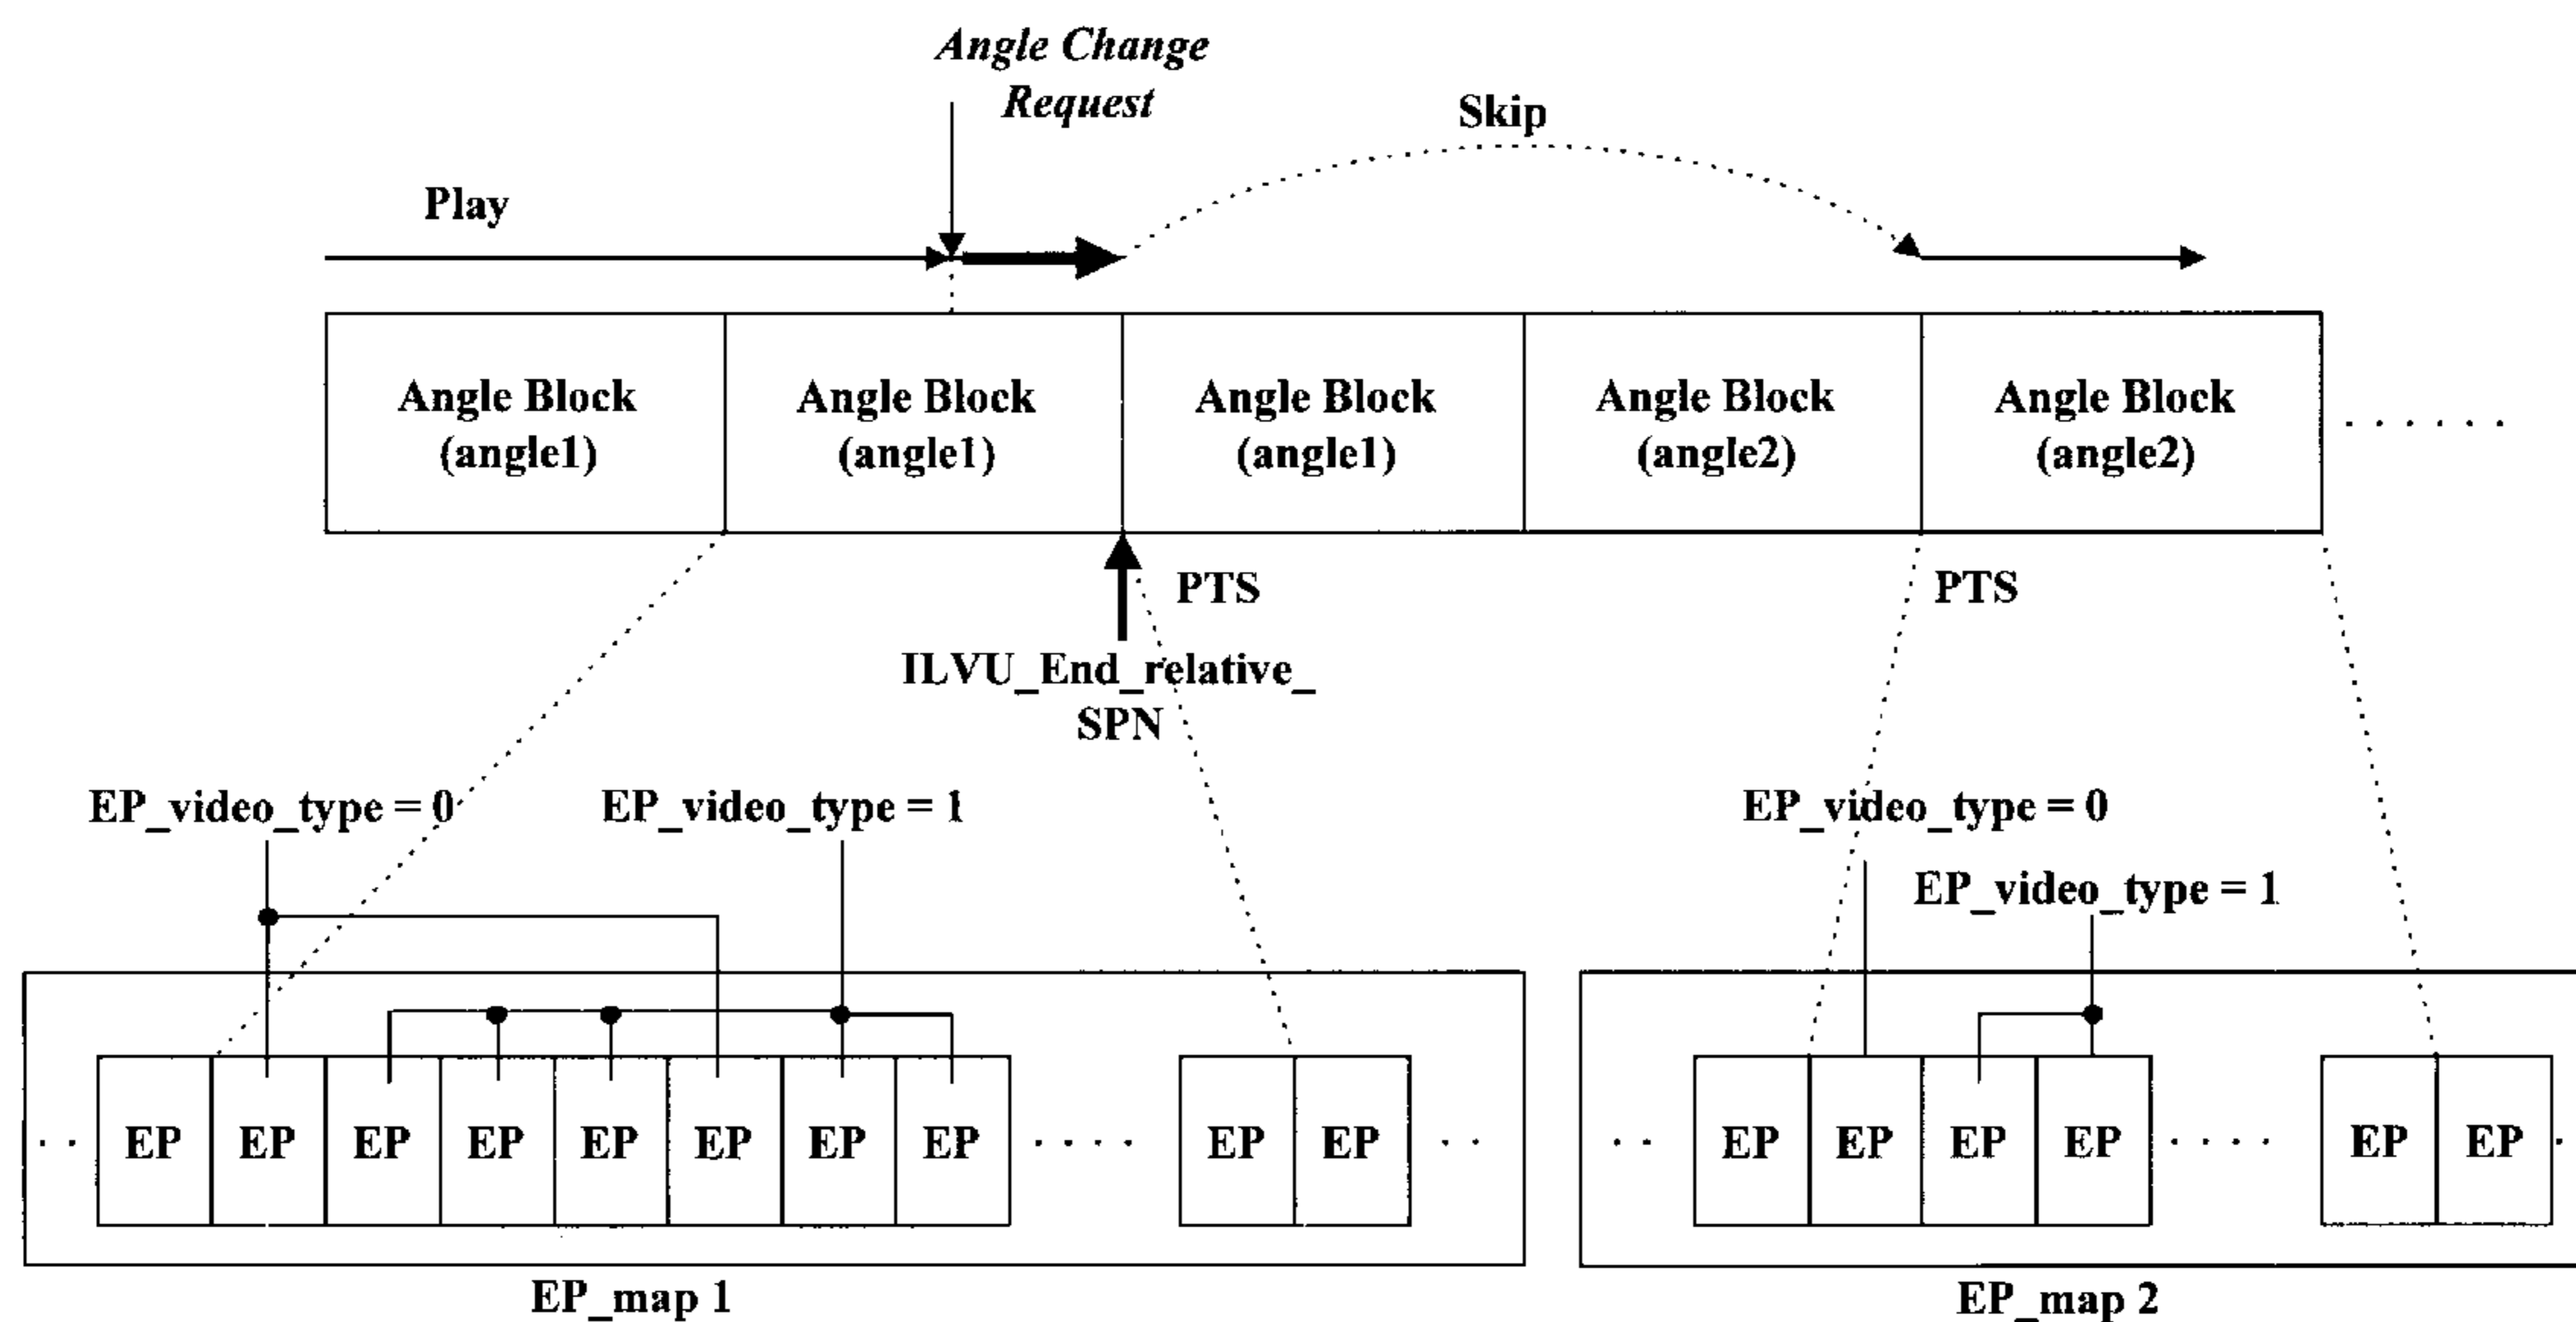 Angle Change
Request
Skip
Play
Angle Block
(angle1)
Angle Block
(angle1)
Angle Block
(angle1)
Angle Block
(angle2)
Angle Block
(angle2)
· · · · · ·
PTS
PTS
ILVU_End_relative_
SPN
EP_video_type = 0
EP_video_type = 1
EP_video_type = 0
EP_video_type = 1
· · EP EP EP EP EP EP EP EP · · · · EP EP · ·
· · EP EP EP EP · · · · EP EP ·
EP_map 1
EP_map 2